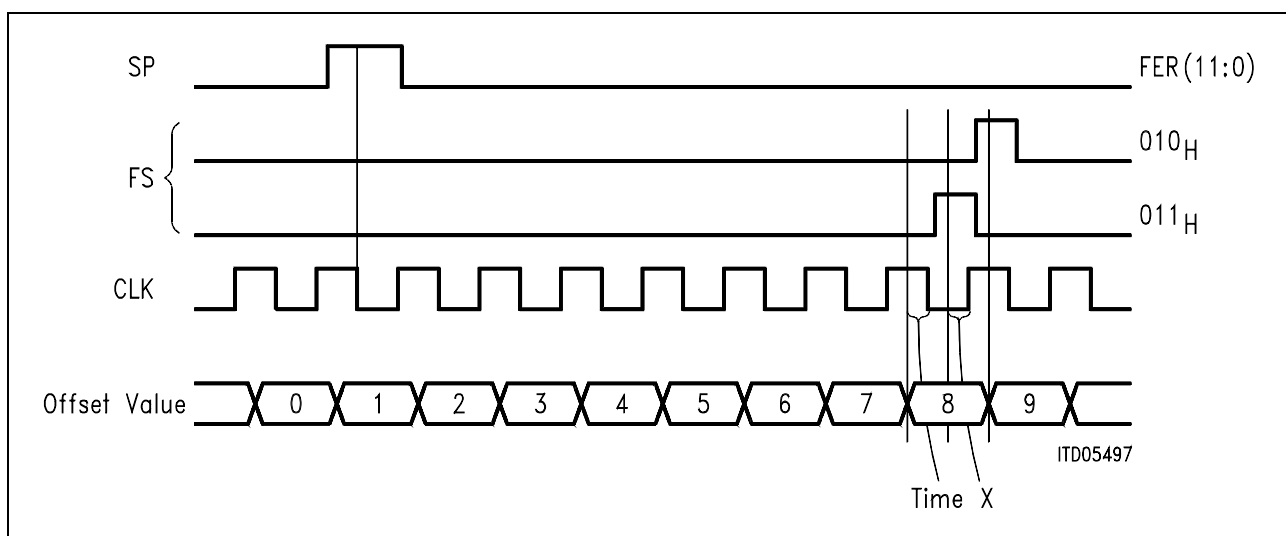 SP FER(11:0)
010H
FS
011H
CLK
Offset Value 0 1 2 3 4 5 6 7 8 9
ITD05497
Time X